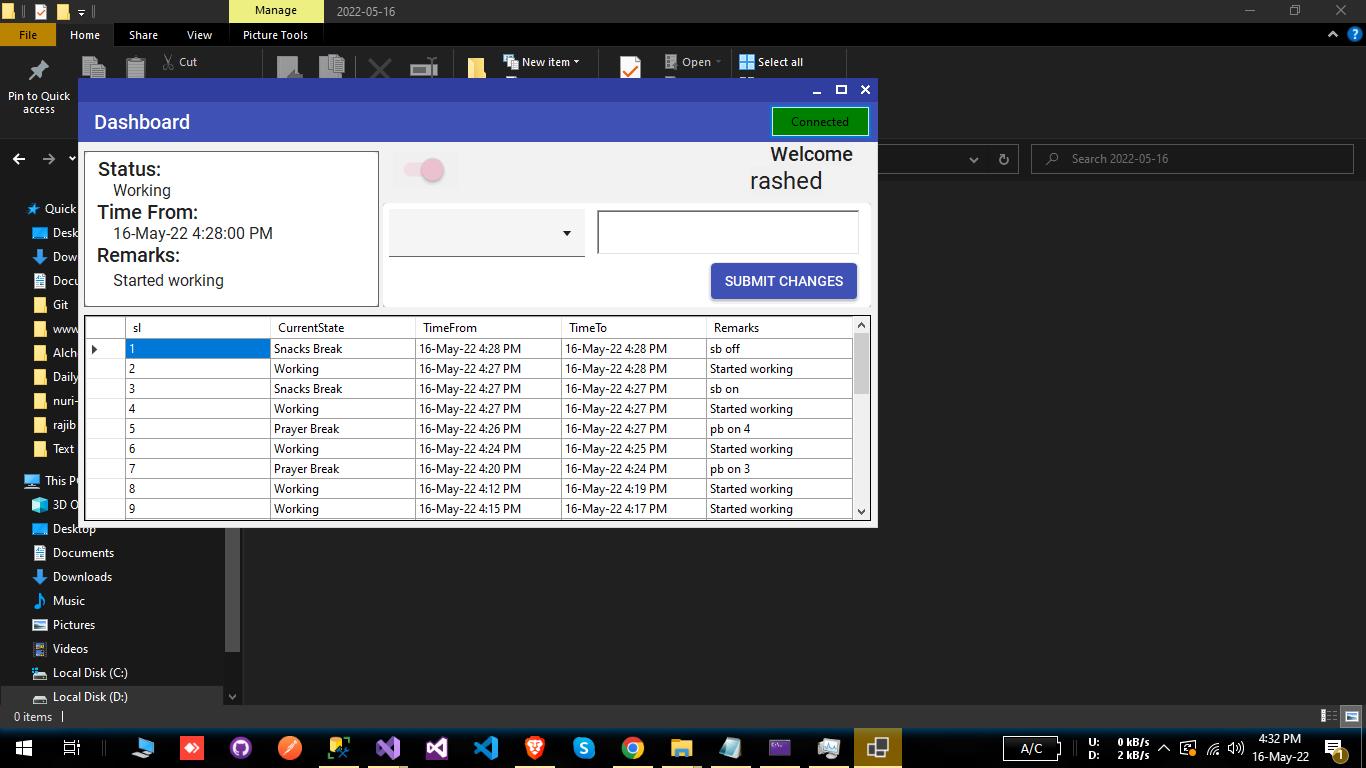 Manage
2022-05-16
File
Home
Share
View
Picture Tools
Pin to Quick
access
Cut
New item
Open
Select all
Search 2022-05-16
Dashboard
Connected
Status:
Working
Time From:
16-May-22 4:28:00 PM
Remarks:
Started working
Welcome
rashed
SUBMIT CHANGES
sl CurrentState TimeFrom TimeTo Remarks
1 Snacks Break 16-May-22 4:28 PM 16-May-22 4:28 PM sb off
2 Working 16-May-22 4:27 PM 16-May-22 4:28 PM Started working
3 Snacks Break 16-May-22 4:27 PM 16-May-22 4:27 PM sb on
4 Working 16-May-22 4:27 PM 16-May-22 4:27 PM Started working
5 Prayer Break 16-May-22 4:26 PM 16-May-22 4:27 PM pb on 4
6 Working 16-May-22 4:24 PM 16-May-22 4:25 PM Started working
7 Prayer Break 16-May-22 4:20 PM 16-May-22 4:24 PM pb on 3
8 Working 16-May-22 4:12 PM 16-May-22 4:19 PM Started working
9 Working 16-May-22 4:15 PM 16-May-22 4:17 PM Started working
Quick
Desk
Dow
Docu
Git
www
Alche
Daily
nuri-
rajib
Text
This PC
3D O
Desktop
Documents
Downloads
Music
Pictures
Videos
Local Disk (C:)
Local Disk (D:)
0 items
A/C
U: 0 kB/s
D: 2 kB/s
4:32 PM
16-May-22
1